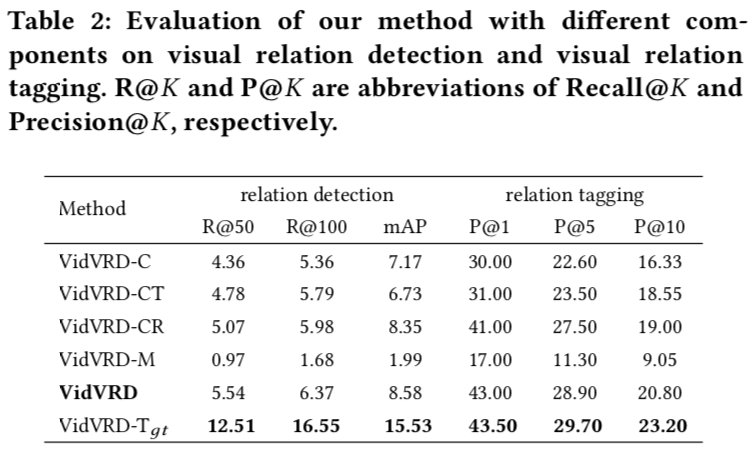 Table 2: Evaluation of our method with different com-
ponents on visual relation detection and visual relation
tagging. R@K and P@K are abbreviations of Recall@K and
Precision@K, respectively.
Method relation detection relation tagging
R@50 R@100 mAP P@1 P@5 P@10
VidVRD-C 4.36 5.36 7.17 30.00 22.60 16.33
VidVRD-CT 4.78 5.79 6.73 31.00 23.50 18.55
VidVRD-CR 5.07 5.98 8.35 41.00 27.50 19.00
VidVRD-M 0.97 1.68 1.99 17.00 11.30 9.05
VidVRD 5.54 6.37 8.58 43.00 28.90 20.80
VidVRD-Tgt 12.51 16.55 15.53 43.50 29.70 23.20